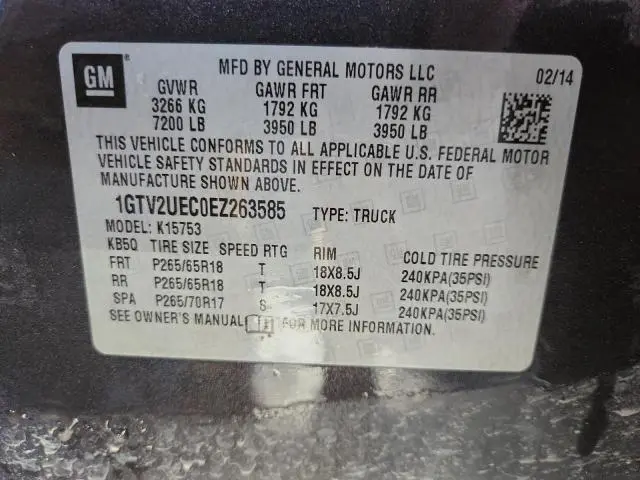 GM
MFD BY GENERAL MOTORS LLC 02/14
GVWR GAWR FRT GAWR RR
3266 KG 1792 KG 1792 KG
7200 LB 3950 LB 3950 LB
THIS VEHICLE CONFORMS TO ALL APPLICABLE U.S. FEDERAL MOTOR
VEHICLE SAFETY STANDARDS IN EFFECT ON THE DATE OF
MANUFACTURE SHOWN ABOVE.
1GTV2UEC0EZ263585 TYPE: TRUCK
MODEL: K15753
KB5Q TIRE SIZE SPEED RTG RIM COLD TIRE PRESSURE
FRT P265/65R18 T 18X8.5J 240KPA(35PSI)
RR P265/65R18 T 18X8.5J 240KPA(35PSI)
SPA P265/70R17 S 17X7.5J 240KPA(35PSI)
SEE OWNER'S MANUAL FOR MORE INFORMATION.